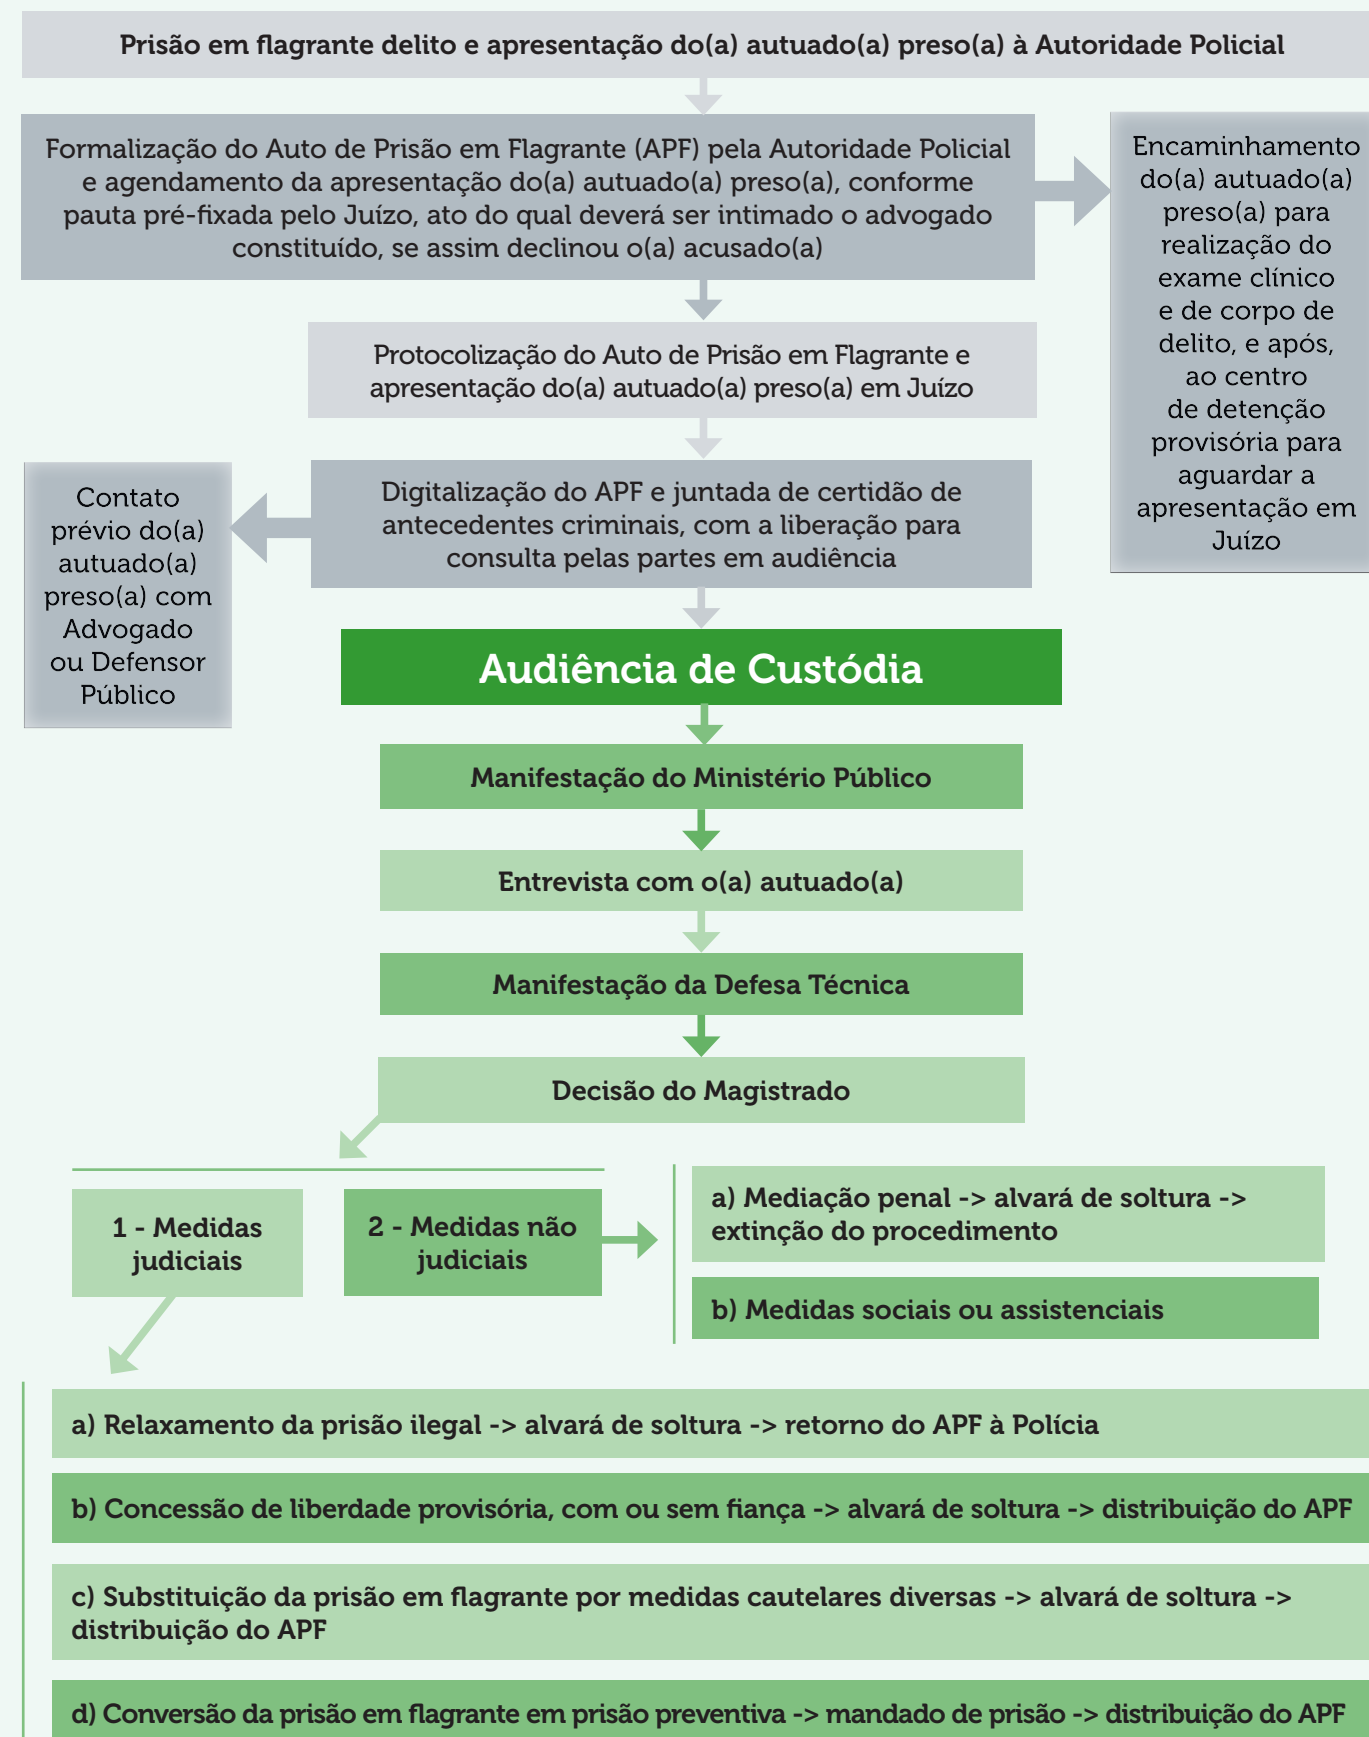 Prisão em flagrante delito e apresentação do(a) autuado(a) preso(a) à Autoridade Policial
Formalização do Auto de Prisão em Flagrante (APF) pela Autoridade Policial
e agendamento da apresentação do(a) autuado(a) preso(a), conforme
pauta pré-fixada pelo Juízo, ato do qual deverá ser intimado o advogado
constituído, se assim declinou o(a) acusado(a)
Encaminhamento
do(a) autuado(a)
preso(a) para
realização do
exame clínico
e de corpo de
delito, e após,
ao centro
de detenção
provisória para
aguardar a
apresentação em
Juízo
Protocolização do Auto de Prisão em Flagrante e
apresentação do(a) autuado(a) preso(a) em Juízo
Digitalização do APF e juntada de certidão de
antecedentes criminais, com a liberação para
consulta pelas partes em audiência
Contato
prévio do(a)
autuado(a)
preso(a) com
Advogado
ou Defensor
Público
Audiência de Custódia
Manifestação do Ministério Público
Entrevista com o(a) autuado(a)
Manifestação da Defesa Técnica
Decisão do Magistrado
1 - Medidas
judiciais
2 - Medidas não
judiciais
a) Mediação penal -> alvará de soltura ->
extinção do procedimento
b) Medidas sociais ou assistenciais
a) Relaxamento da prisão ilegal -> alvará de soltura -> retorno do APF à Polícia
b) Concessão de liberdade provisória, com ou sem fiança -> alvará de soltura -> distribuição do APF
c) Substituição da prisão em flagrante por medidas cautelares diversas -> alvará de soltura ->
distribuição do APF
d) Conversão da prisão em flagrante em prisão preventiva -> mandado de prisão -> distribuição do APF